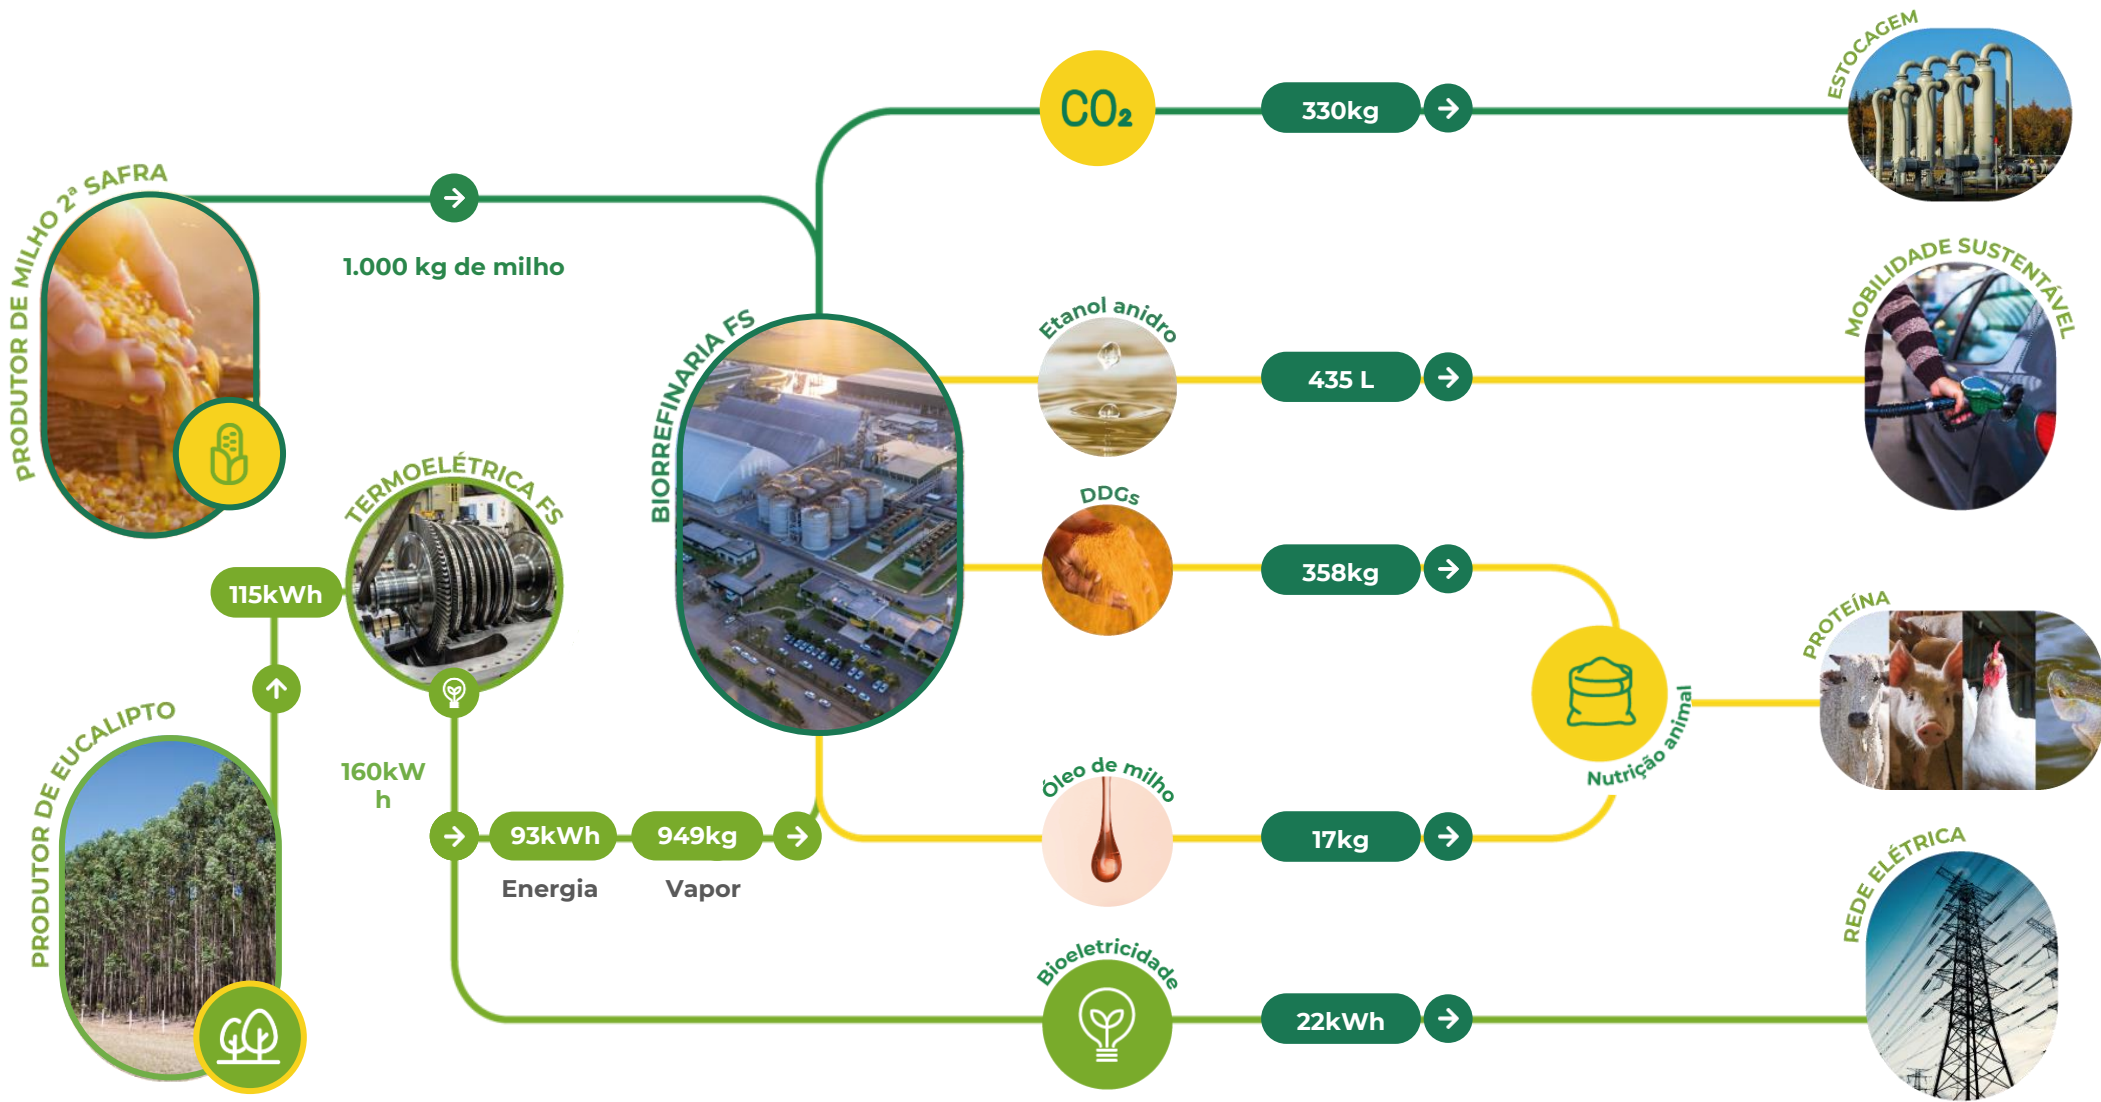 ESTOCAGEM
CO₂
330kg
PRODUTOR DE MILHO 2ª SAFRA
1.000 kg de milho
MOBILIDADE SUSTENTÁVEL
Etanol anidro
435 L
BIORREFINARIA FS
TERMOELÉTRICA FS
DDGs
358kg
115kWh
PROTEÍNA
Nutrição animal
PRODUTOR DE EUCALIPTO
160kW
h
Óleo de milho
93kWh
949kg
17kg
Energia
Vapor
REDE ELÉTRICA
Bioeletricidade
22kWh